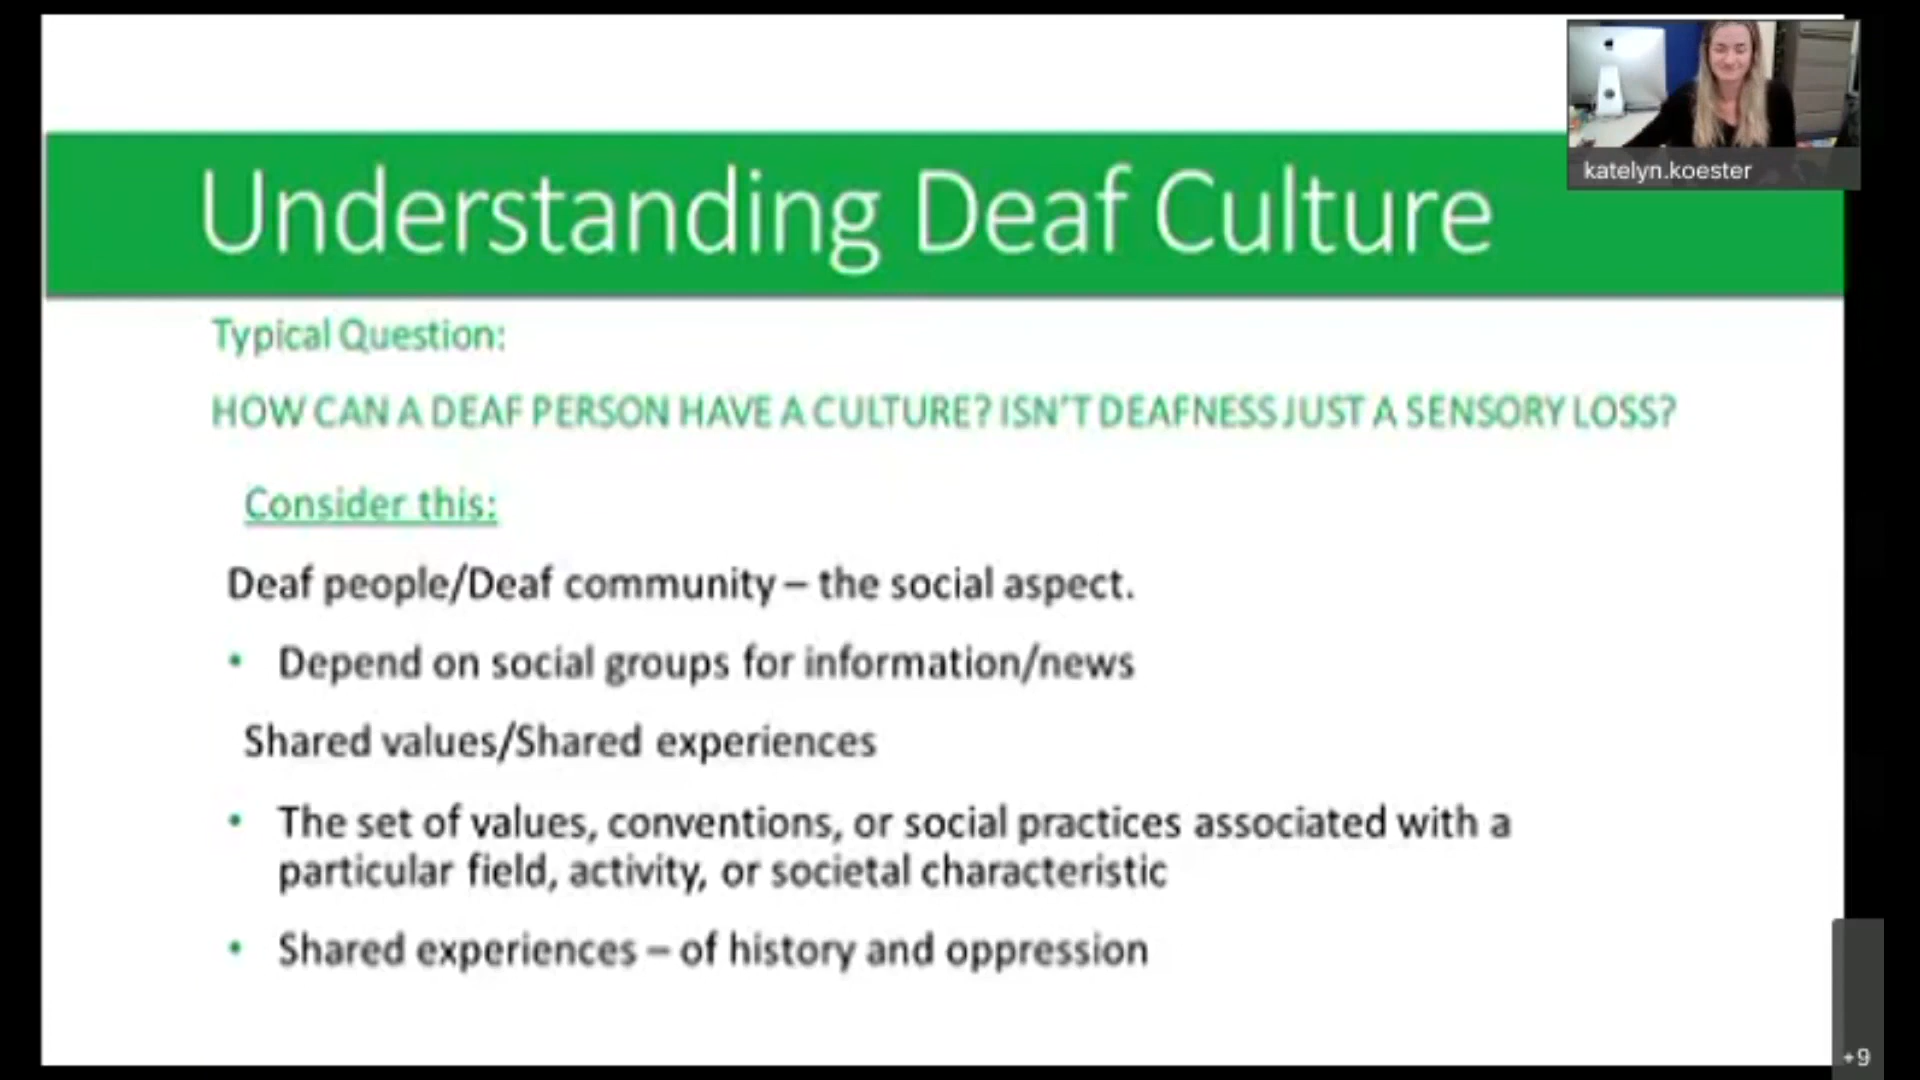 Understanding Deaf Culture
katelyn.koester
Typical Question:
HOW CAN A DEAF PERSON HAVE A CULTURE? ISN'T DEAFNESS JUST A SENSORY LOSS?
Consider this:
Deaf people/Deaf community – the social aspect.
• Depend on social groups for information/news
Shared values/Shared experiences
• The set of values, conventions, or social practices associated with a
particular field, activity, or societal characteristic
• Shared experiences – of history and oppression
+9